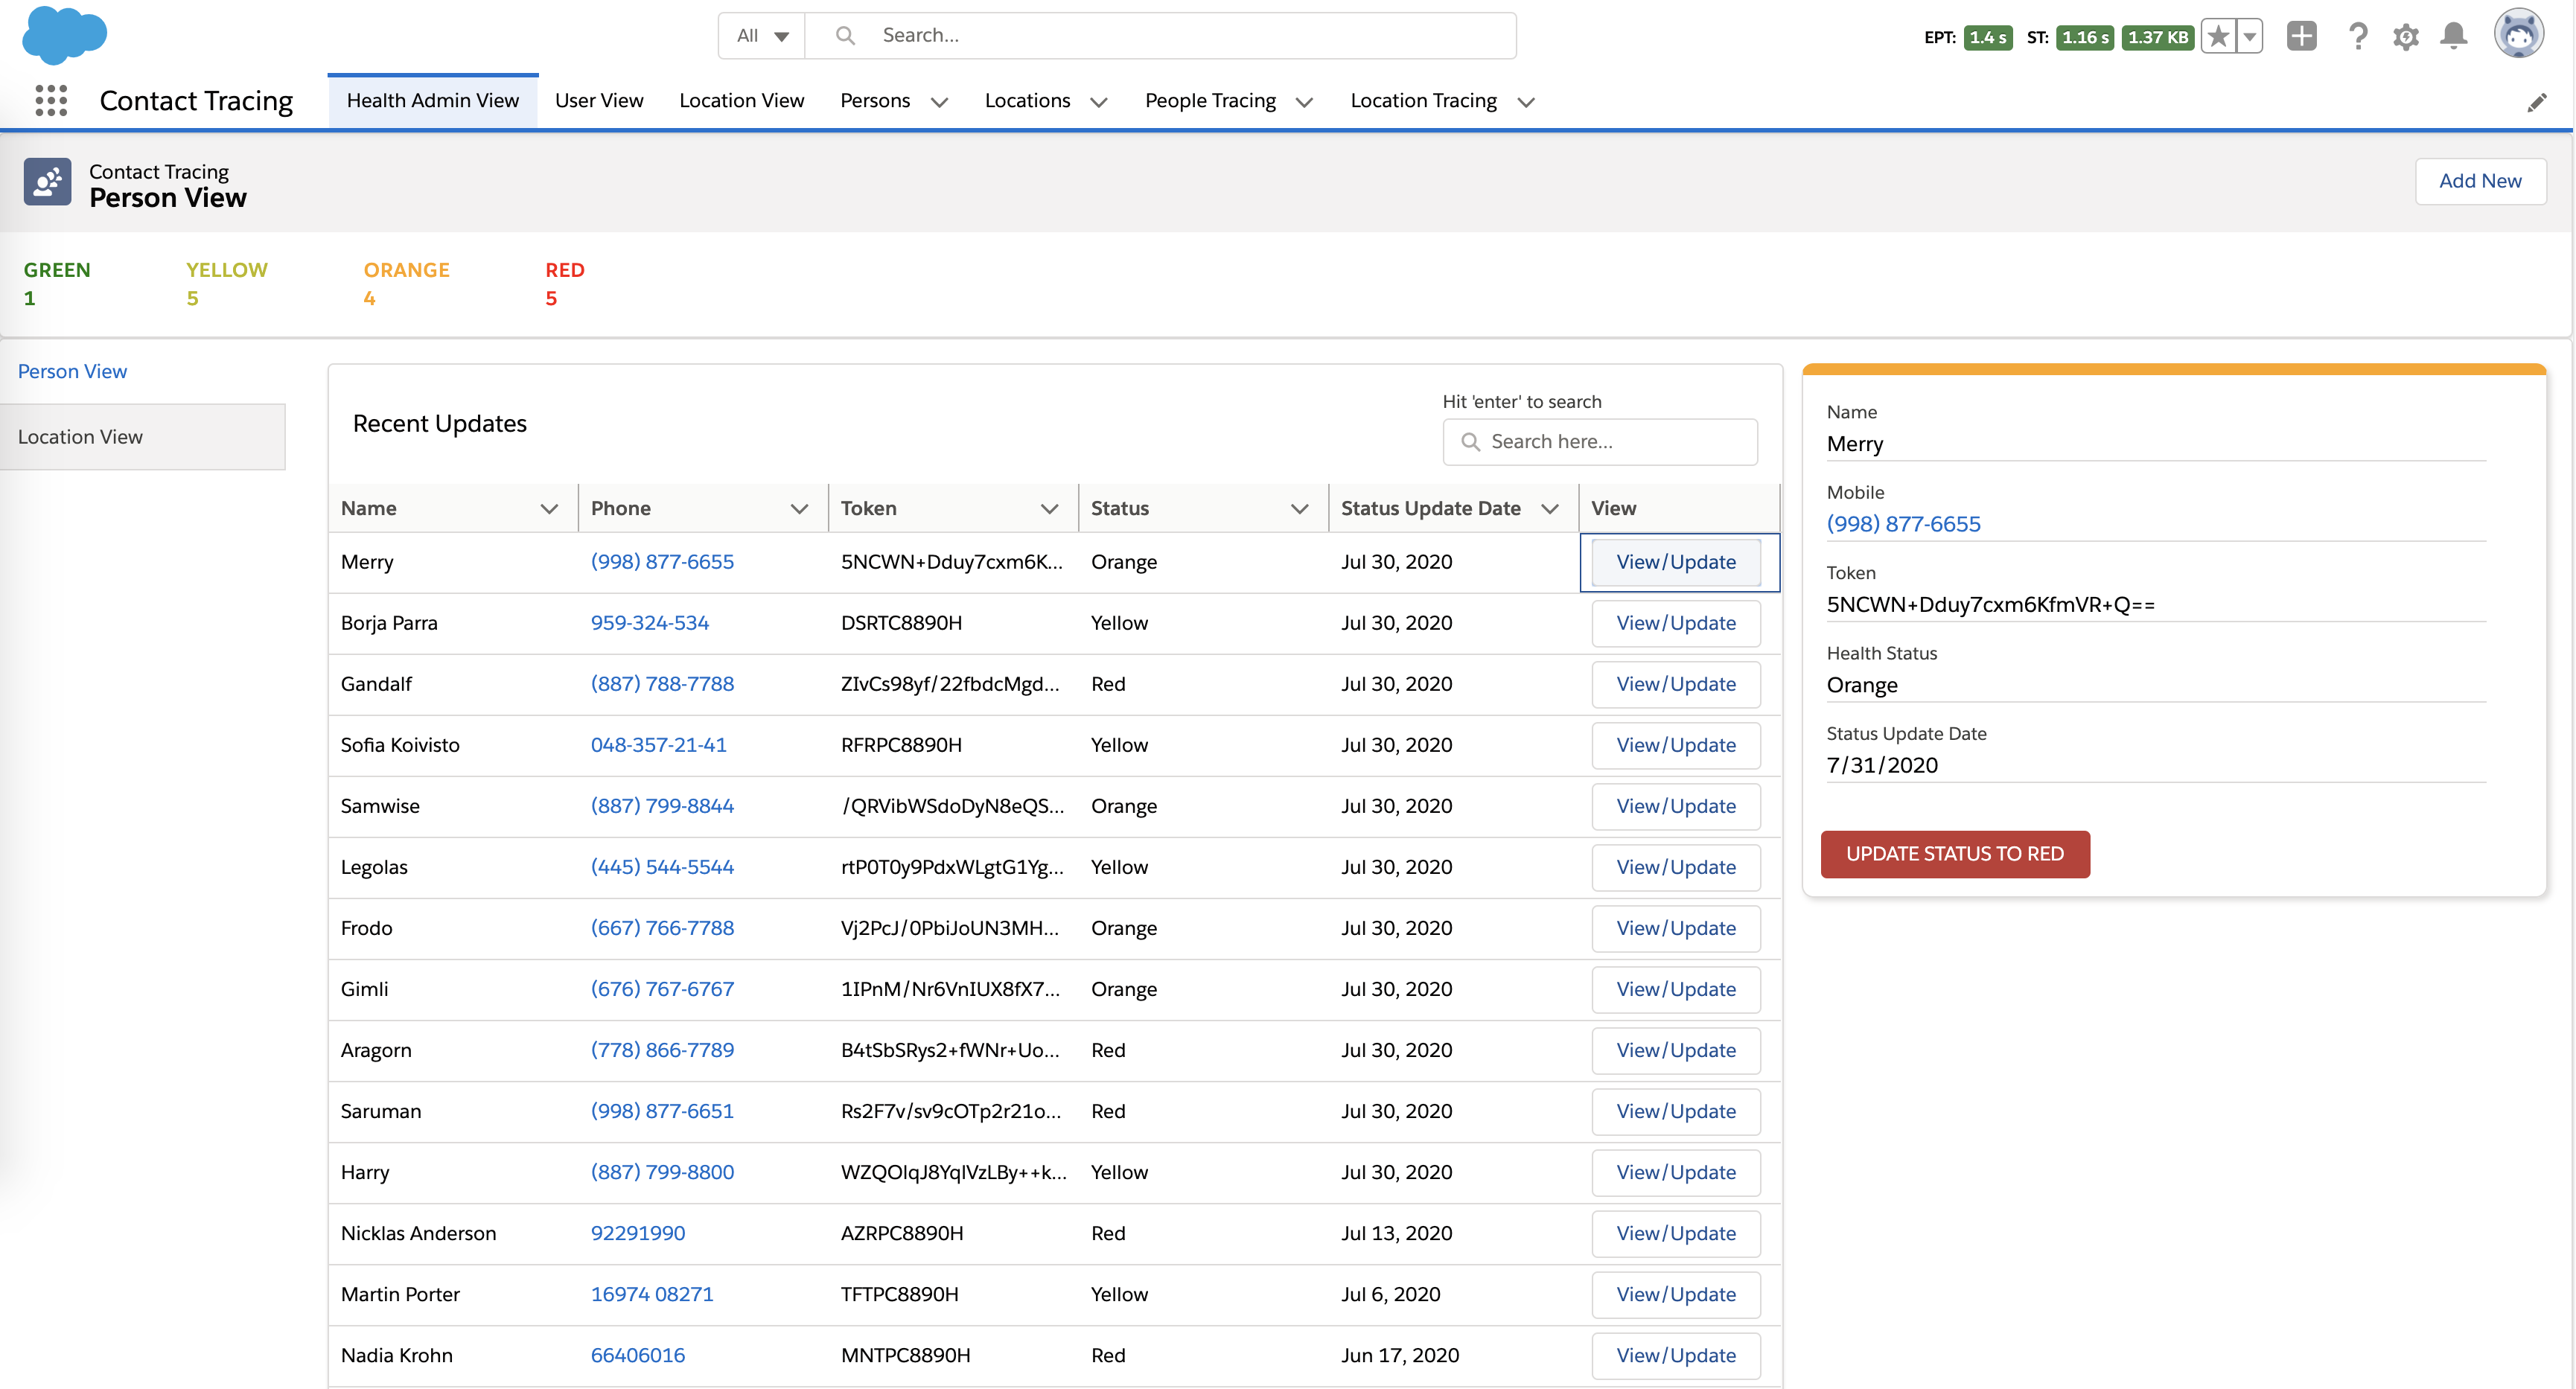 All Search... EPT: 1.4 s ST: 1.16 s 1.37 KB
Contact Tracing Health Admin View User View Location View Persons Locations People Tracing Location Tracing
Contact Tracing
Person View
Add New
GREEN YELLOW ORANGE RED
1 5 4 5
Person View
Location View
Recent Updates
Hit 'enter' to search
Search here...
Name Phone Token Status Status Update Date View
Merry (998) 877-6655 5NCWN+Dduy7cxm6K... Orange Jul 30, 2020 View/Update
Borja Parra 959-324-534 DSRTC8890H Yellow Jul 30, 2020 View/Update
Gandalf (887) 788-7788 ZIvCs98yf/22fbdcMgd... Red Jul 30, 2020 View/Update
Sofia Koivisto 048-357-21-41 RFRPC8890H Yellow Jul 30, 2020 View/Update
Samwise (887) 799-8844 /QRVibWSdoDyN8eQS... Orange Jul 30, 2020 View/Update
Legolas (445) 544-5544 rtP0T0y9PdxWLgtG1Yg... Yellow Jul 30, 2020 View/Update
Frodo (667) 766-7788 Vj2PcJ/0PbiJoUN3MH... Orange Jul 30, 2020 View/Update
Gimli (676) 767-6767 1IPnM/Nr6VnIUX8fX7... Orange Jul 30, 2020 View/Update
Aragorn (778) 866-7789 B4tSbSRys2+fWNr+Uo... Red Jul 30, 2020 View/Update
Saruman (998) 877-6651 Rs2F7v/sv9cOTp2r21o... Red Jul 30, 2020 View/Update
Harry (887) 799-8800 WZQOlqJ8YqIVzLBy++k... Yellow Jul 30, 2020 View/Update
Nicklas Anderson 92291990 AZRPC8890H Red Jul 13, 2020 View/Update
Martin Porter 16974 08271 TFTPC8890H Yellow Jul 6, 2020 View/Update
Nadia Krohn 66406016 MNTPC8890H Red Jun 17, 2020 View/Update
Name
Merry
Mobile
(998) 877-6655
Token
5NCWN+Dduy7cxm6KfmVR+Q==
Health Status
Orange
Status Update Date
7/31/2020
UPDATE STATUS TO RED